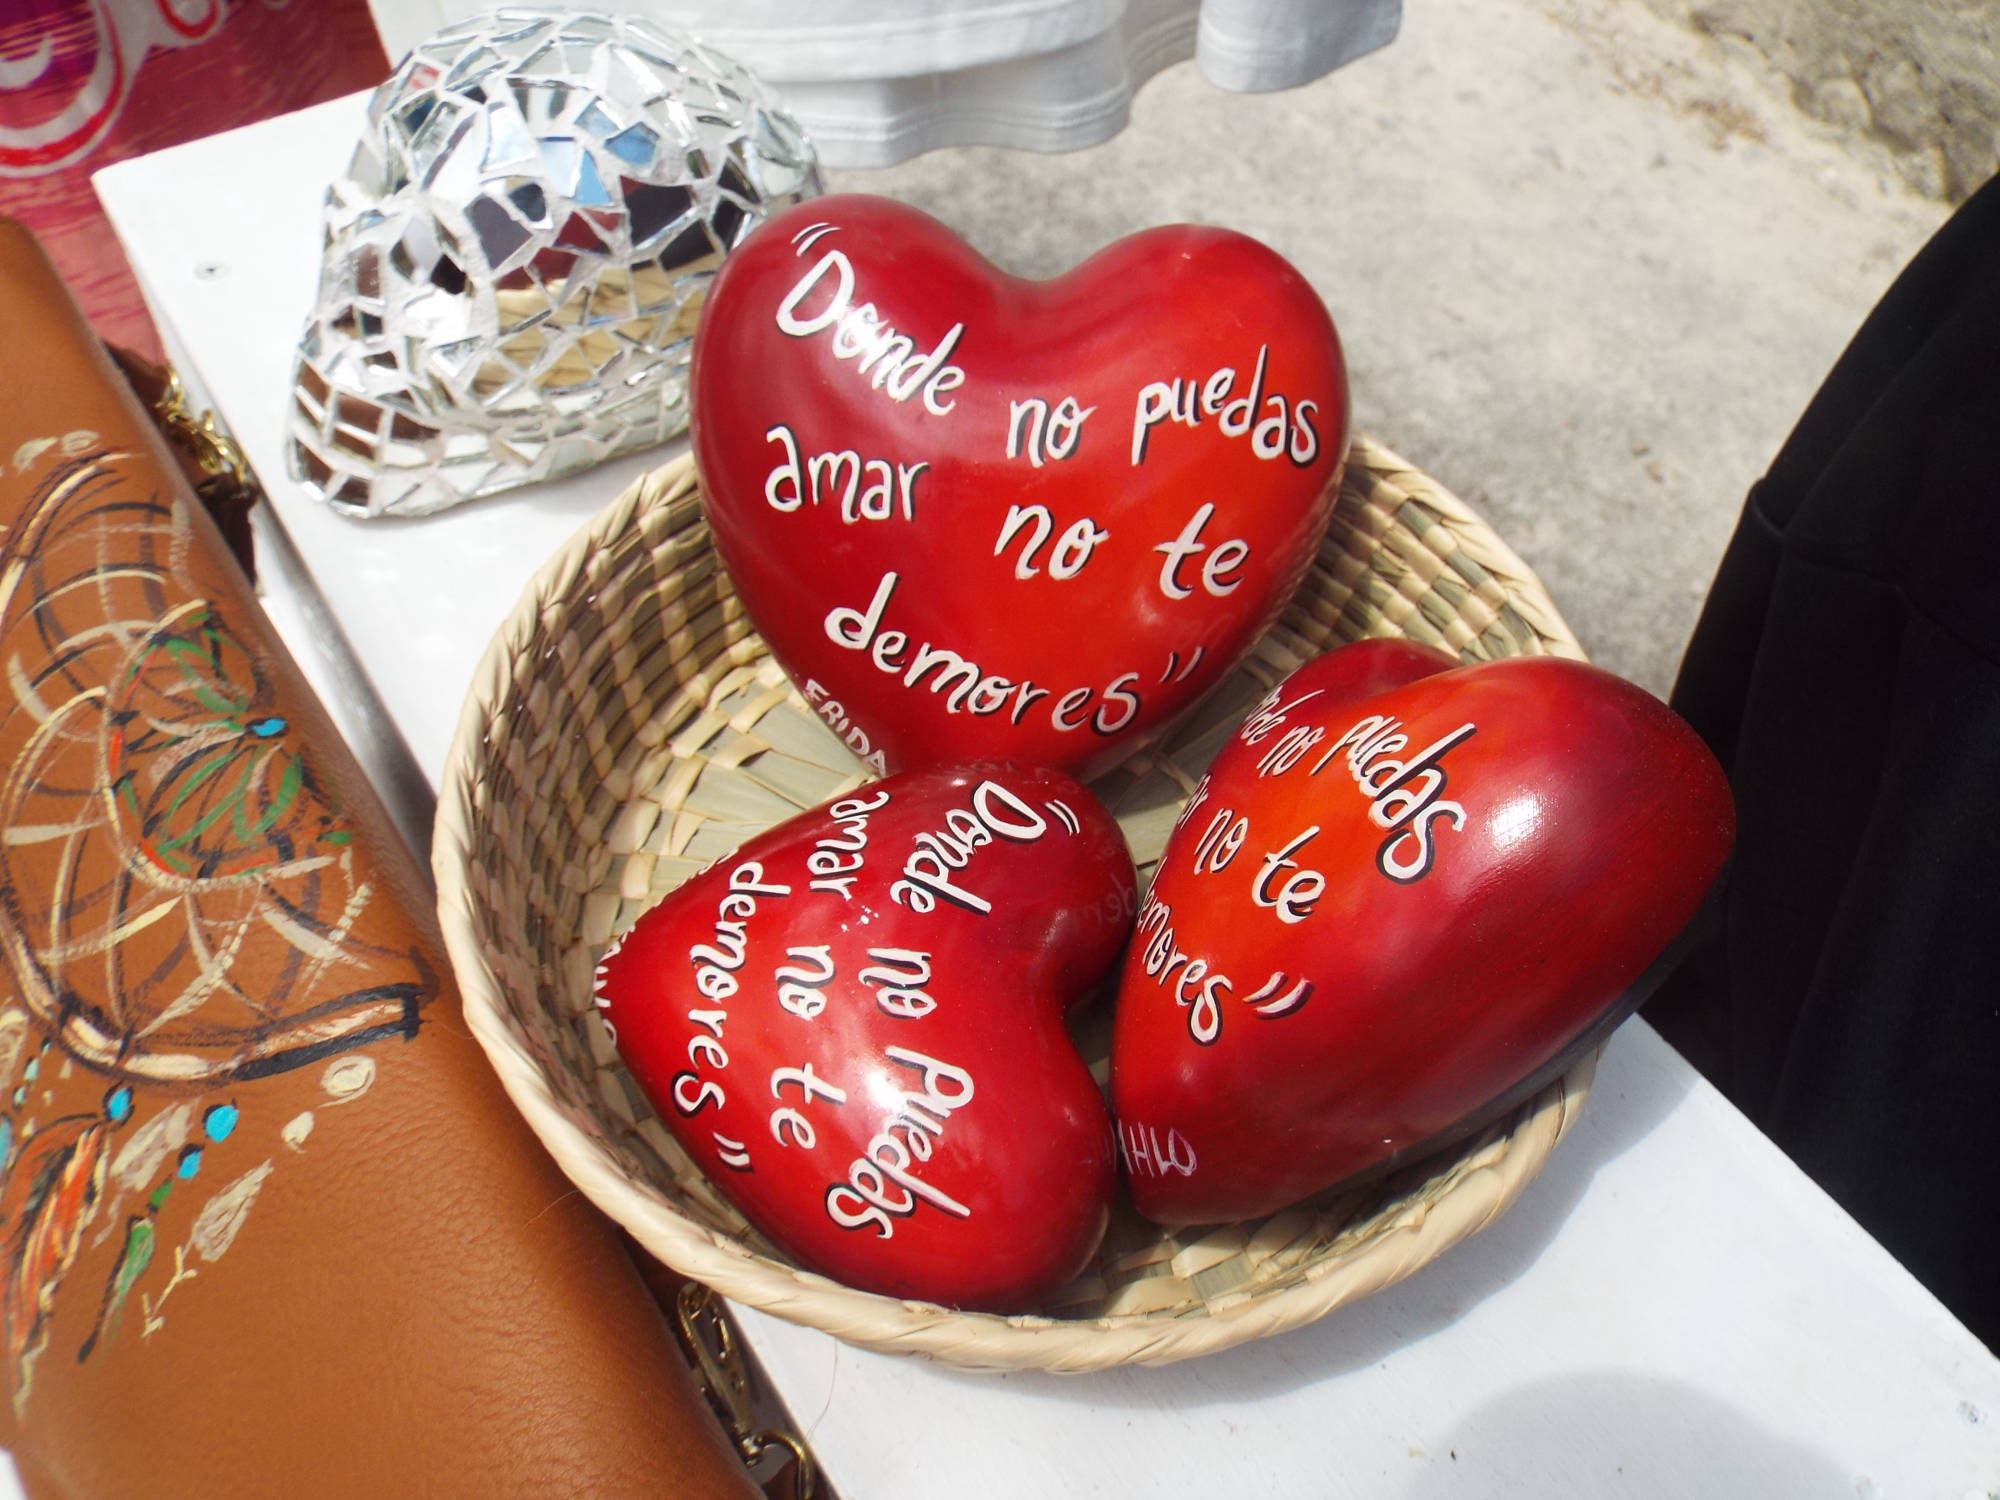 "Donde no puedas
amar no te
demores"
FRIDA
"Donde no Puedas
amar no te
demores"
no puedas
no te
demores"